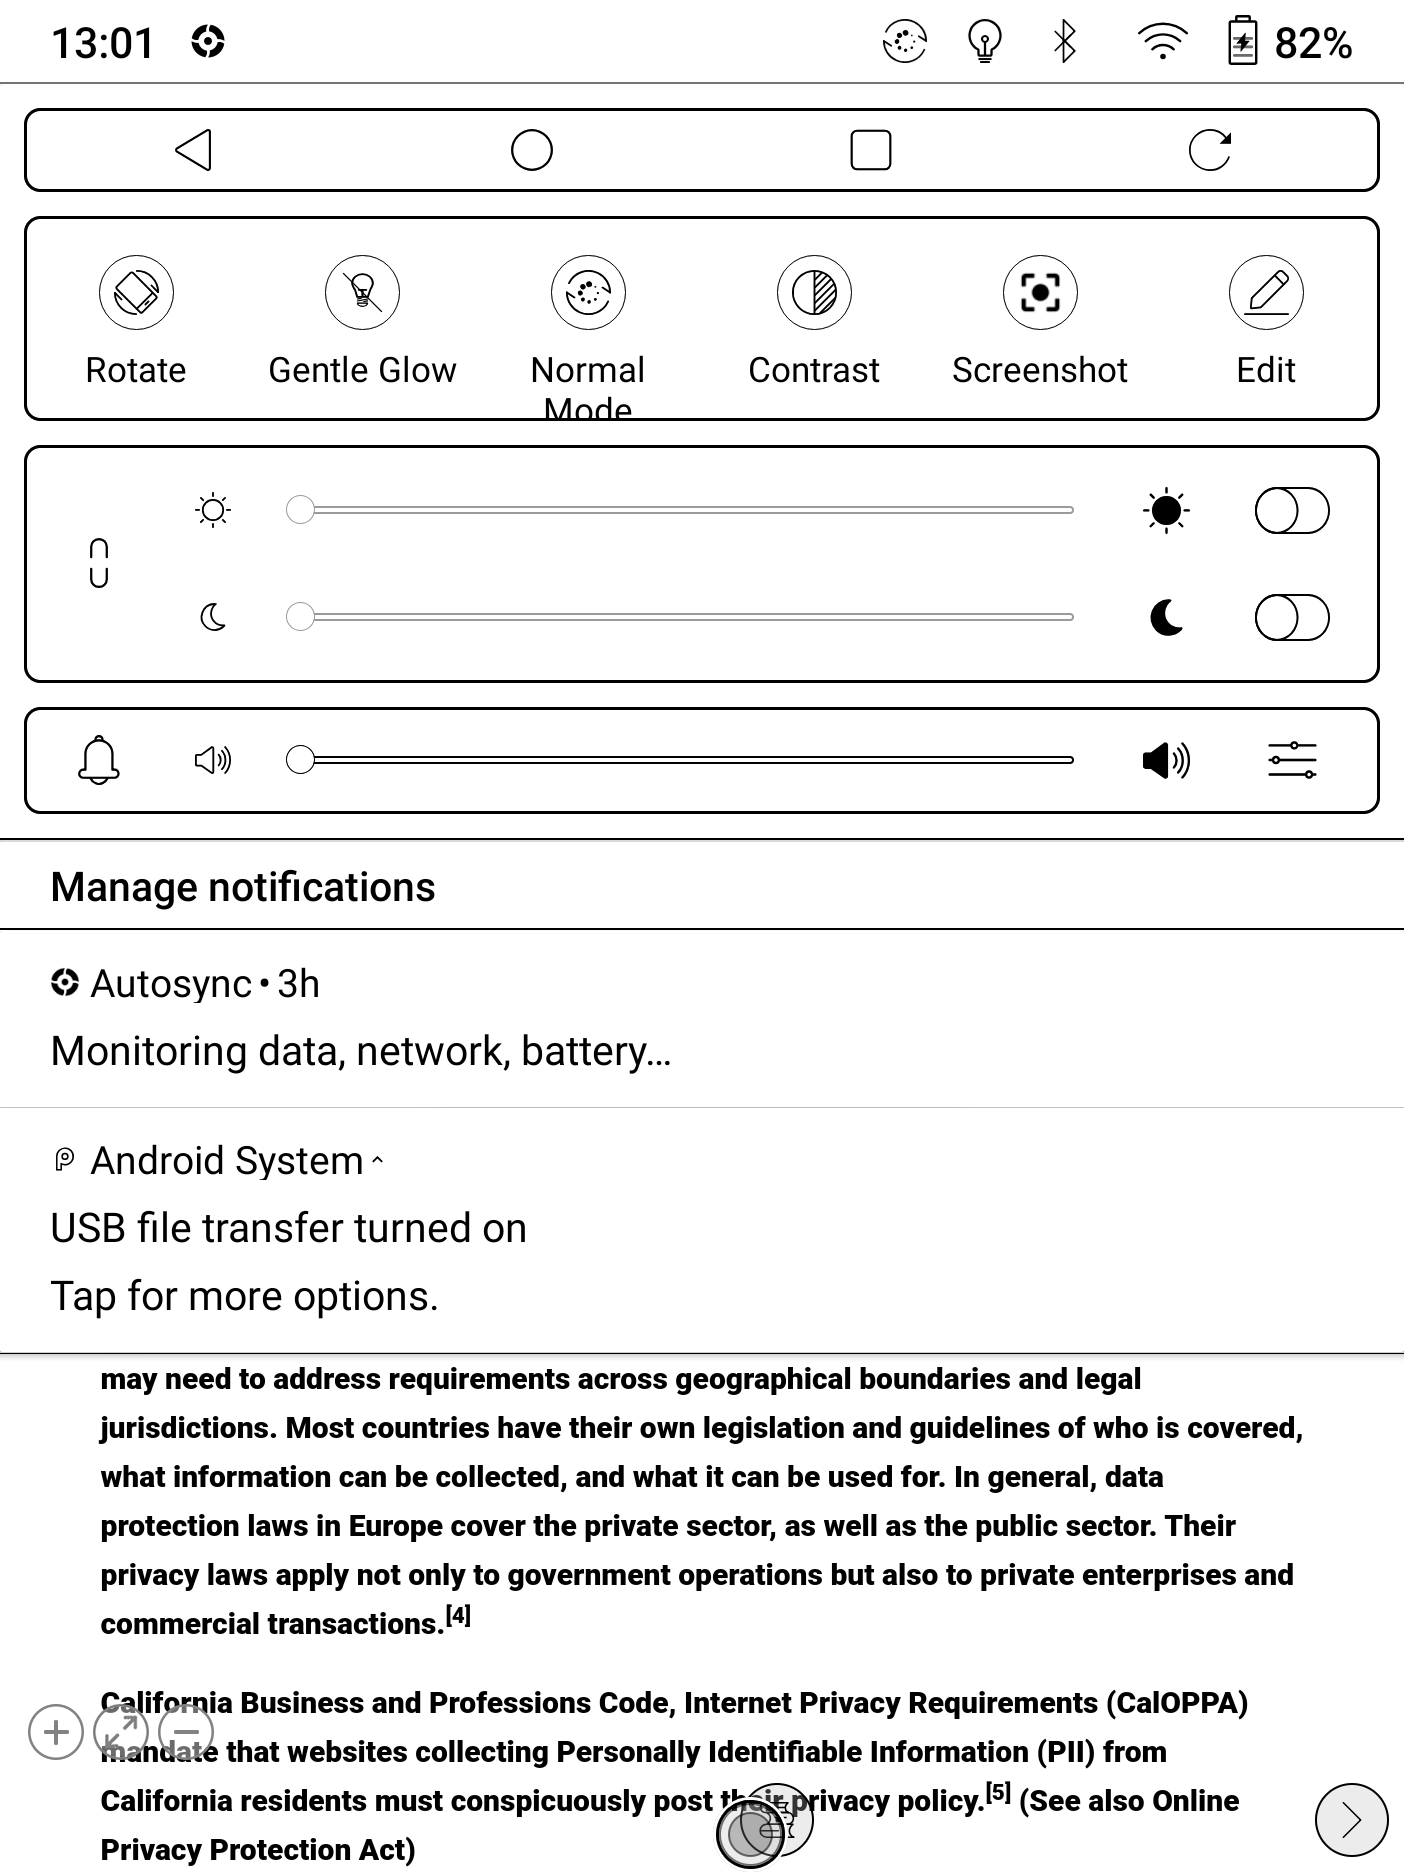 13:01
82%
Rotate
Gentle Glow
Normal
Mode
Contrast
Screenshot
Edit
Manage notifications
Autosync • 3h
Monitoring data, network, battery...
Android System
USB file transfer turned on
Tap for more options.
may need to address requirements across geographical boundaries and legal
jurisdictions. Most countries have their own legislation and guidelines of who is covered,
what information can be collected, and what it can be used for. In general, data
protection laws in Europe cover the private sector, as well as the public sector. Their
privacy laws apply not only to government operations but also to private enterprises and
commercial transactions.[4]
California Business and Professions Code, Internet Privacy Requirements (CalOPPA)
mandate that websites collecting Personally Identifiable Information (PII) from
California residents must conspicuously post their privacy policy.[5] (See also Online
Privacy Protection Act)